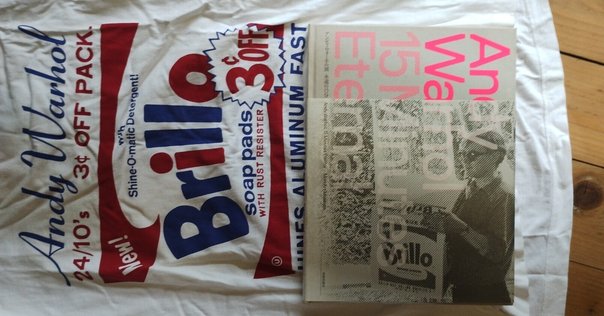 Andy Warhol
24/10's 3¢ OFF PACK.
New!
with
Shine-O-matic Detergent!
Brillo
3¢ OFF
soap pads
WITH RUST RESISTER
HINES ALUMINUM FAST
Andy
Warhol
15 Minutes
Eternal
Brillo